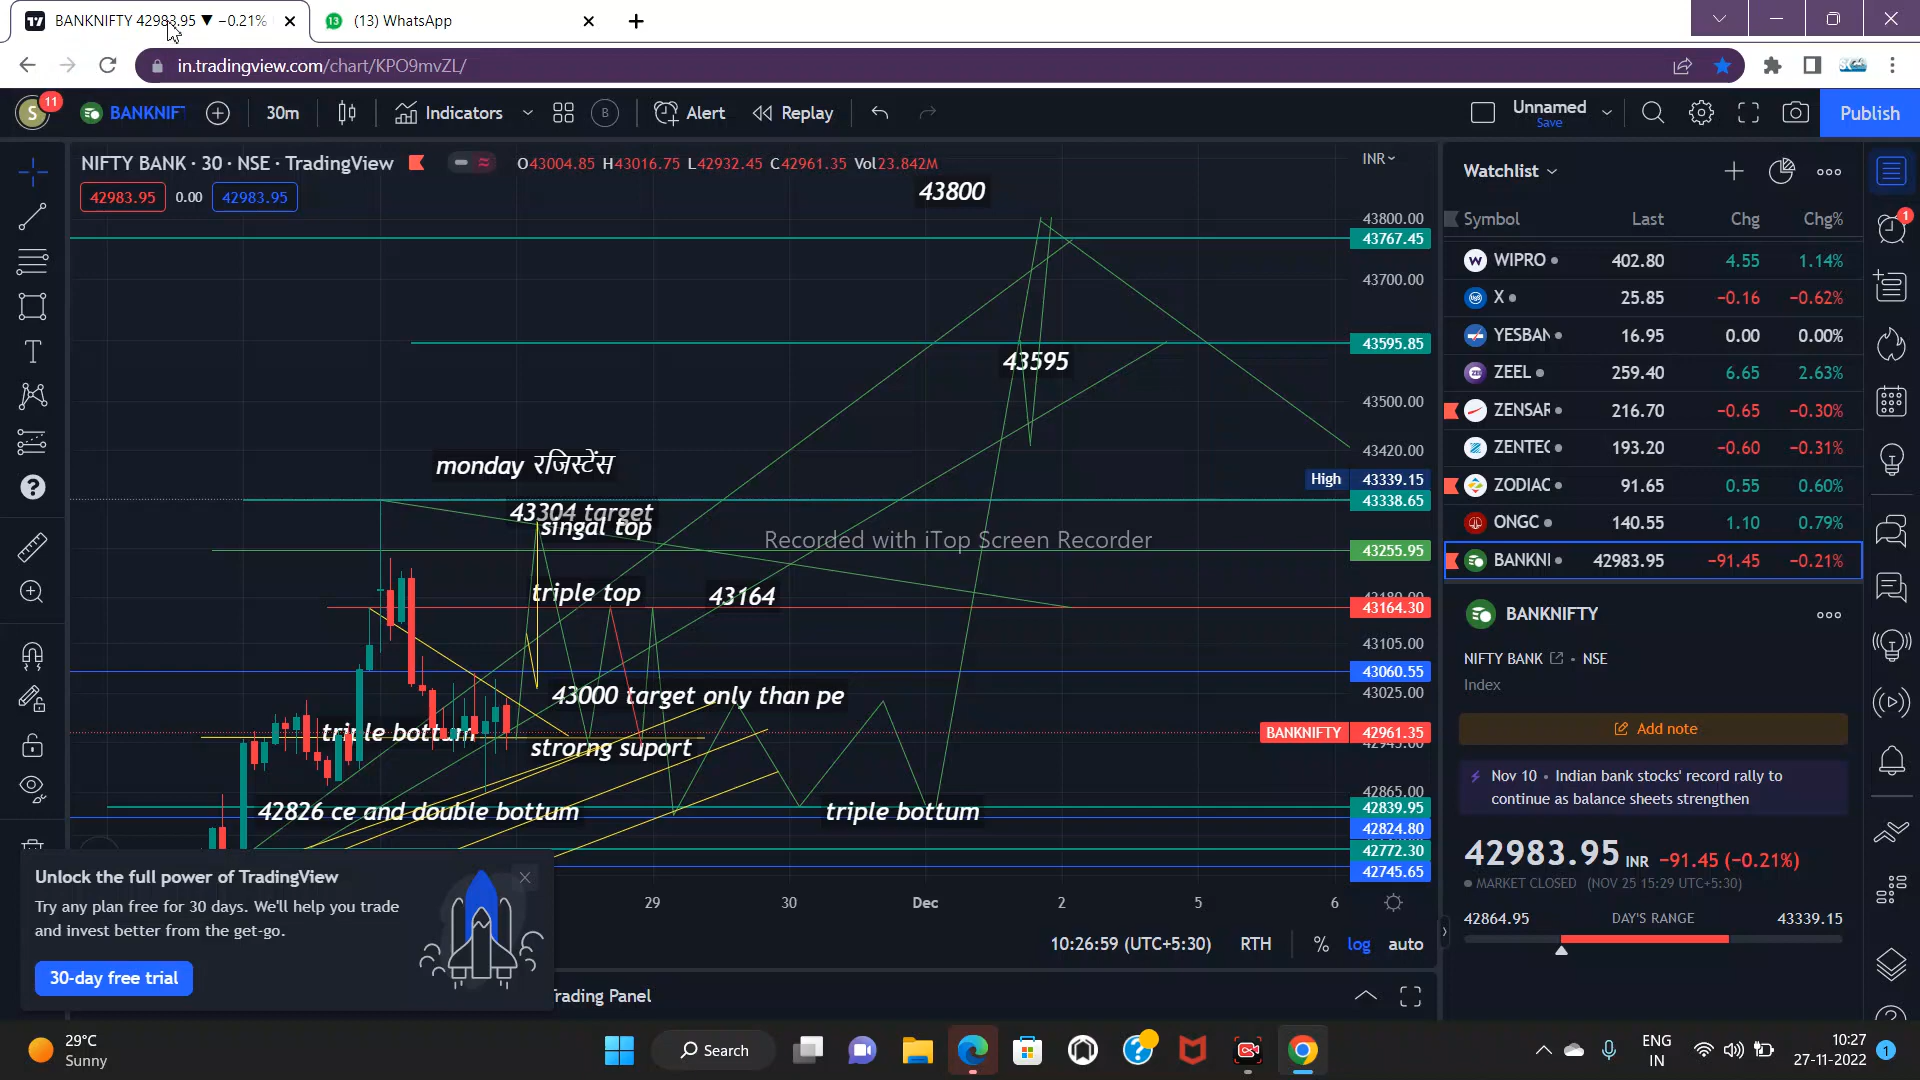 BANKNIFTY 42983.95 ▼ −0.21%
(13) WhatsApp
in.tradingview.com/chart/KPO9mvZL/
S 11
BANKNIF
30m
Indicators
B
Alert
Replay
Unnamed
Save
Publish
NIFTY BANK · 30 · NSE · TradingView
O43004.85 H43016.75 L42932.45 C42961.35 Vol23.842M
INR
42983.95 0.00 42983.95
43800
43595
monday रजिस्टेंस
43304 target
singal top
triple top
43164
43000 target only than pe
triple bottum
strorng suport
42826 ce and double bottum
triple bottum
Recorded with iTop Screen Recorder
43800.00
43767.45
43700.00
43595.85
43500.00
43420.00
High 43339.15
43338.65
43255.95
43164.30
43105.00
43060.55
43025.00
BANKNIFTY 42961.35
42865.00
42839.95
42824.80
42772.30
42745.65
29 30 Dec 2 5 6
10:26:59 (UTC+5:30) RTH % log auto
Trading Panel
Unlock the full power of TradingView
Try any plan free for 30 days. We'll help you trade
and invest better from the get-go.
30-day free trial
Watchlist
Symbol Last Chg Chg%
WIPRO 402.80 4.55 1.14%
X 25.85 −0.16 −0.62%
YESBAN 16.95 0.00 0.00%
ZEEL 259.40 6.65 2.63%
ZENSAR 216.70 −0.65 −0.30%
ZENTEC 193.20 −0.60 −0.31%
ZODIAC 91.65 0.55 0.60%
ONGC 140.55 1.10 0.79%
BANKNI 42983.95 −91.45 −0.21%
BANKNIFTY
NIFTY BANK • NSE
Index
Add note
Nov 10 • Indian bank stocks' record rally to
continue as balance sheets strengthen
42983.95 INR −91.45 (−0.21%)
MARKET CLOSED (NOV 25 15:29 UTC+5:30)
42864.95 DAY'S RANGE 43339.15
1
29°C
Sunny
Search
ENG
IN
10:27
27-11-2022
1